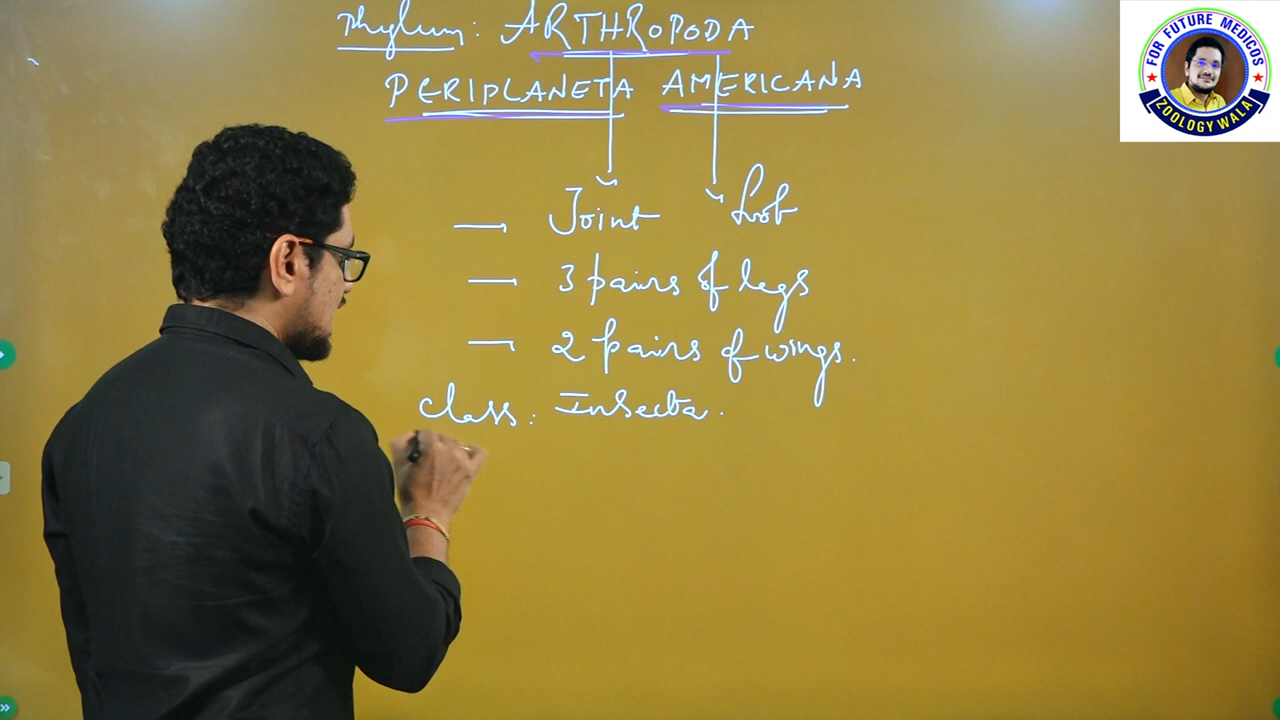 Phylum: ARTHROPODA
PERIPLANETA AMERICANA
— Joint
— 3 pairs of legs
— 2 pairs of wings.
Class: Insecta.
FOR FUTURE MEDICOS
ZOOLOGY WALA